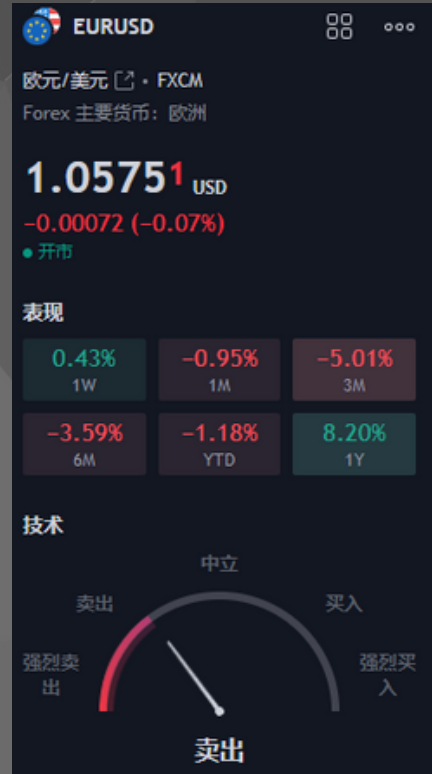 EURUSD
欧元/美元 • FXCM
Forex 主要货币: 欧洲
1.05751 USD
−0.00072 (−0.07%)
开市
表现
0.43% −0.95% −5.01%
1W 1M 3M
−3.59% −1.18% 8.20%
6M YTD 1Y
技术
中立
卖出 买入
强烈卖 强烈买
出 入
卖出